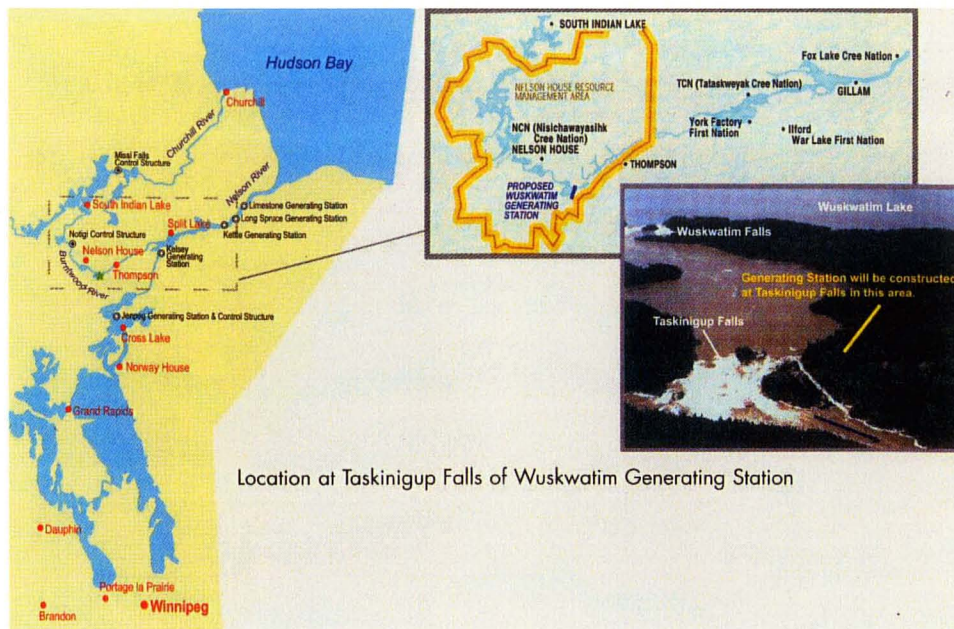 Hudson Bay
Churchill
Churchill River
Missi Falls
Control Structure
Nelson River
South Indian Lake
Limestone Generating Station
Long Spruce Generating Station
Split Lake
Kettle Generating Station
Notigi Control Structure
Nelson House
Kelsey
Generating
Station
Burntwood River
Thompson
Jenpeg Generating Station & Control Structure
Cross Lake
Norway House
Grand Rapids
Dauphin
Portage la Prairie
Winnipeg
Brandon
SOUTH INDIAN LAKE
NELSON HOUSE RESOURCE
MANAGEMENT AREA
NCN (Nisichawayasihk
Cree Nation)
NELSON HOUSE
PROPOSED
WUSKWATIM
GENERATING
STATION
THOMPSON
Fox Lake Cree Nation
TCN (Tataskweyak Cree Nation)
GILLAM
York Factory
First Nation
Ilford
War Lake First Nation
Wuskwatim Lake
Wuskwatim Falls
Generating Station will be constructed
at Taskinigup Falls in this area.
Taskinigup Falls
Location at Taskinigup Falls of Wuskwatim Generating Station